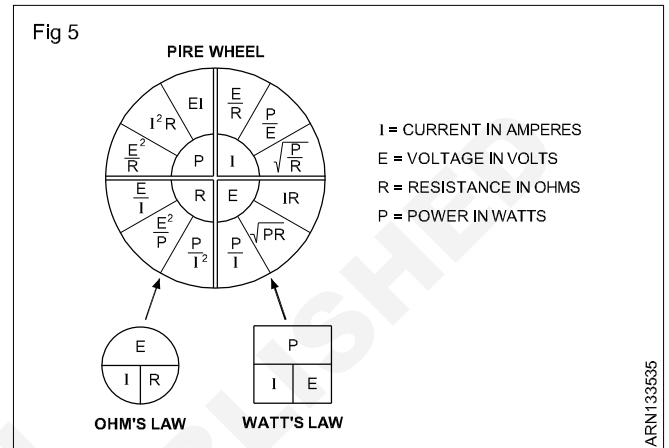 Fig 5
PIRE WHEEL
EI
E/R
I²R
P/E
E²/R
P
I
√(P/R)
E/I
R
E
IR
E²/P
√PR
P/I²
P/I
I = CURRENT IN AMPERES
E = VOLTAGE IN VOLTS
R = RESISTANCE IN OHMS
P = POWER IN WATTS
E
I R
OHM'S LAW
P
I E
WATT'S LAW
ARN133535